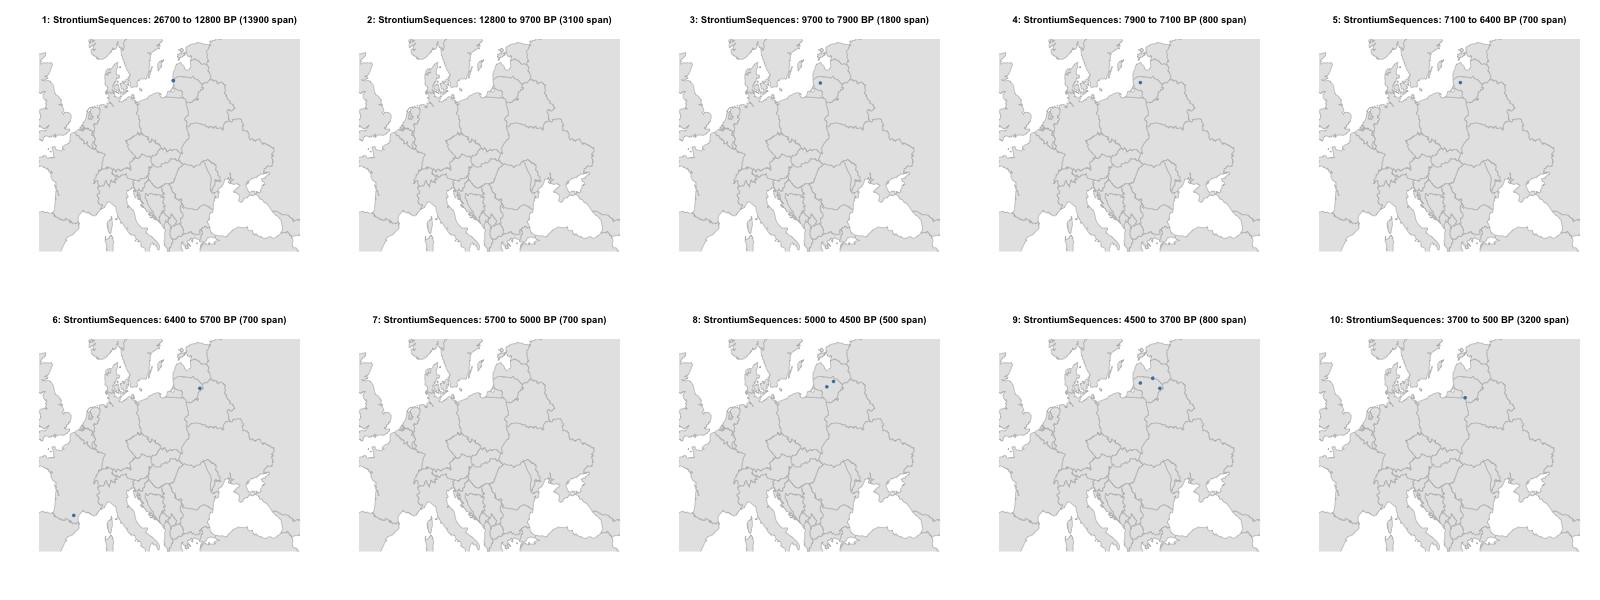 1: StrontiumSequences: 26700 to 12800 BP (13900 span)
2: StrontiumSequences: 12800 to 9700 BP (3100 span)
3: StrontiumSequences: 9700 to 7900 BP (1800 span)
4: StrontiumSequences: 7900 to 7100 BP (800 span)
5: StrontiumSequences: 7100 to 6400 BP (700 span)
6: StrontiumSequences: 6400 to 5700 BP (700 span)
7: StrontiumSequences: 5700 to 5000 BP (700 span)
8: StrontiumSequences: 5000 to 4500 BP (500 span)
9: StrontiumSequences: 4500 to 3700 BP (800 span)
10: StrontiumSequences: 3700 to 500 BP (3200 span)